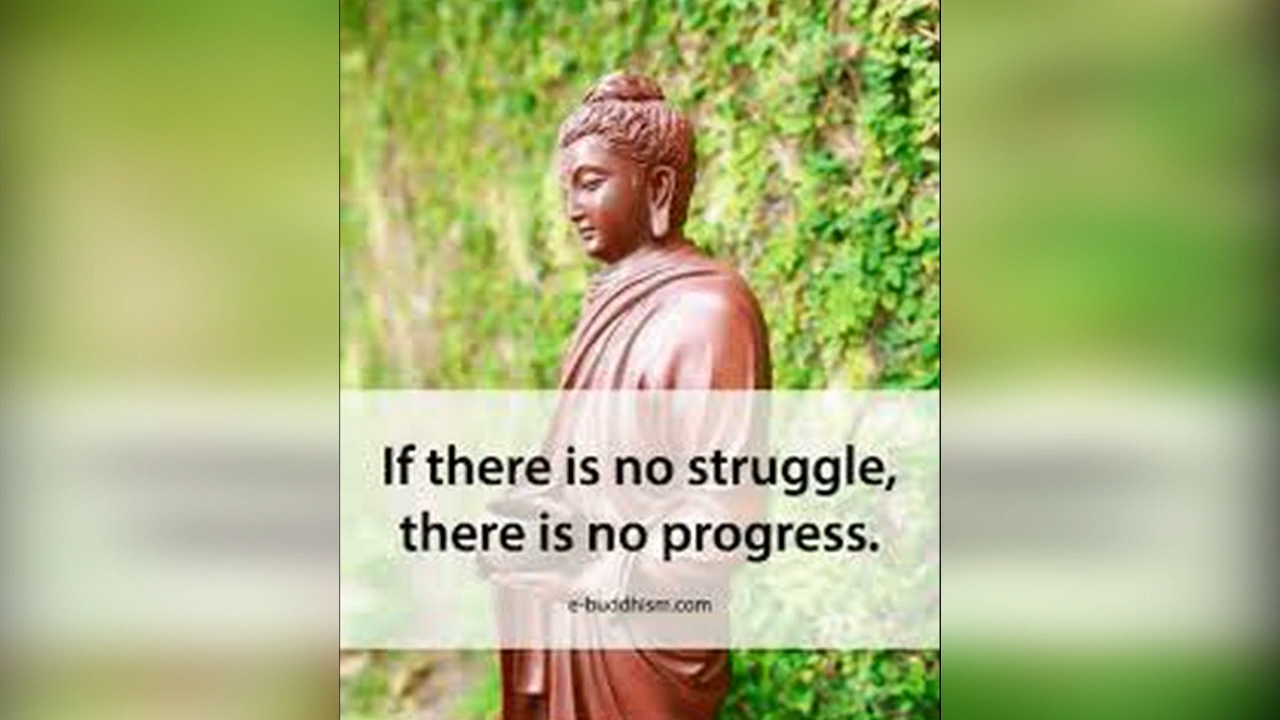 If there is no struggle,
there is no progress.
e-buddhism.com